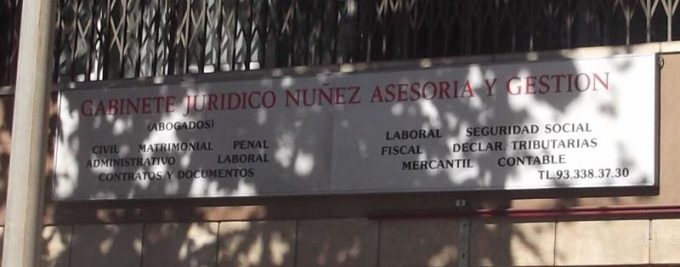 GABINETE JURIDICO NUÑEZ ASESORIA Y GESTION
(ABOGADOS)
CIVIL MATRIMONIAL PENAL
ADMINISTRATIVO LABORAL
CONTRATOS Y DOCUMENTOS
LABORAL SEGURIDAD SOCIAL
FISCAL DECLAR. TRIBUTARIAS
MERCANTIL CONTABLE
TL.93.338.37.30